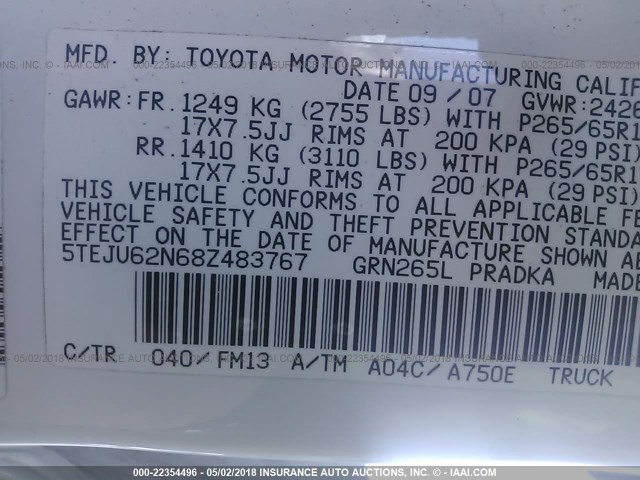 MFD. BY: TOYOTA MOTOR MANUFACTURING CALIF
DATE 09 / 07 GVWR: 2426
GAWR: FR. 1249 KG (2755 LBS) WITH P265/65R1
17X7.5JJ RIMS AT 200 KPA (29 PSI)
RR. 1410 KG (3110 LBS) WITH P265/65R1
17X7.5JJ RIMS AT 200 KPA (29 PSI)
THIS VEHICLE CONFORMS TO ALL APPLICABLE FE
VEHICLE SAFETY AND THEFT PREVENTION STANDA
EFFECT ON THE DATE OF MANUFACTURE SHOWN AB
5TEJU62N68Z483767 GRN265L PRADKA MADE
C/TR 040/ FM13 A/TM A04C/ A750E TRUCK
000-22354496 - 05/02/2018 INSURANCE AUTO AUCTIONS, INC. - IAAI.COM